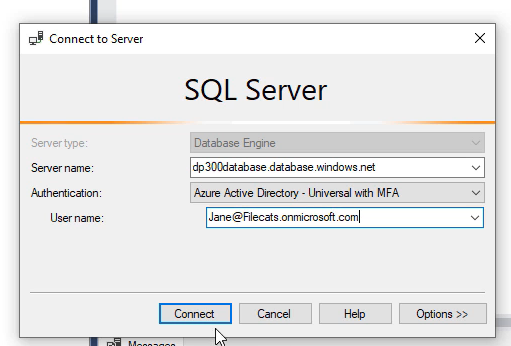 Connect to Server
SQL Server
Server type: Database Engine
Server name: dp300database.database.windows.net
Authentication: Azure Active Directory - Universal with MFA
User name: Jane@Filecats.onmicrosoft.com
Connect Cancel Help Options >>
Messages